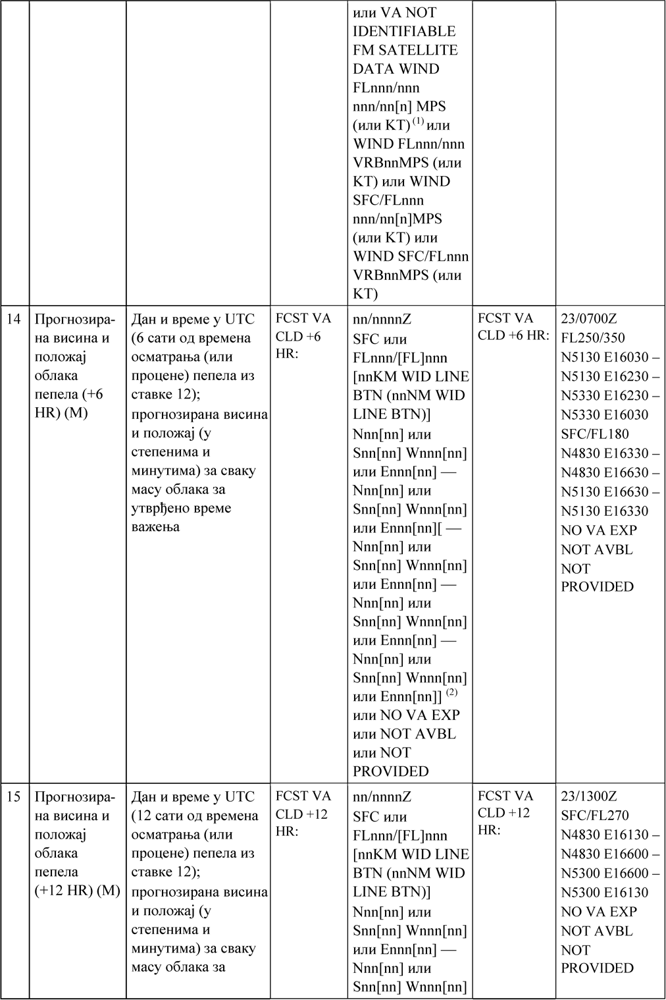 или VA NOT
IDENTIFIABLE
FM SATELLITE
DATA WIND
FLnnn/nnn
nnn/nn[n] MPS
(или KT) (1) или
WIND FLnnn/nnn
VRBnnMPS (или
KT) или WIND
SFC/FLnnn
nnn/nn[n]MPS
(или KT) или
WIND SFC/FLnnn
VRBnnMPS (или
KT)
14
Прогнозира-
на висина и
положај
облака
пепела (+6
HR) (M)
Дан и време у UTC
(6 сати од времена
осматрања (или
процене) пепела из
ставке 12);
прогнозирана висина
и положај (у
степенима и
минутима) за сваку
масу облака за
утврђено време
важења
FCST VA
CLD +6
HR:
nn/nnnnZ
SFC или
FLnnn/[FL]nnn
[nnKM WID LINE
BTN (nnNM WID
LINE BTN)]
Nnn[nn] или
Snn[nn] Wnnn[nn]
или Ennn[nn] —
Nnn[nn] или
Snn[nn] Wnnn[nn]
или Ennn[nn][ —
Nnn[nn] или
Snn[nn] Wnnn[nn]
или Ennn[nn] —
Nnn[nn] или
Snn[nn] Wnnn[nn]
или Ennn[nn] —
Nnn[nn] или
Snn[nn] Wnnn[nn]
или Ennn[nn]] (2)
или NO VA EXP
или NOT AVBL
или NOT
PROVIDED
FCST VA
CLD +6 HR:
23/0700Z
FL250/350
N5130 E16030 –
N5130 E16230 –
N5330 E16230 –
N5330 E16030
SFC/FL180
N4830 E16330 –
N4830 E16630 –
N5130 E16630 –
N5130 E16330
NO VA EXP
NOT AVBL
NOT
PROVIDED
15
Прогнозира-
на висина и
положај
облака
пепела
(+12 HR) (M)
Дан и време у UTC
(12 сати од времена
осматрања (или
процене) пепела из
ставке 12);
прогнозирана висина
и положај (у
степенима и
минутима) за сваку
масу облака за
FCST VA
CLD +12
HR:
nn/nnnnZ
SFC или
FLnnn/[FL]nnn
[nnKM WID LINE
BTN (nnNM WID
LINE BTN)]
Nnn[nn] или
Snn[nn] Wnnn[nn]
или Ennn[nn] —
Nnn[nn] или
Snn[nn] Wnnn[nn]
FCST VA
CLD +12
HR:
23/1300Z
SFC/FL270
N4830 E16130 –
N4830 E16600 –
N5300 E16600 –
N5300 E16130
NO VA EXP
NOT AVBL
NOT
PROVIDED